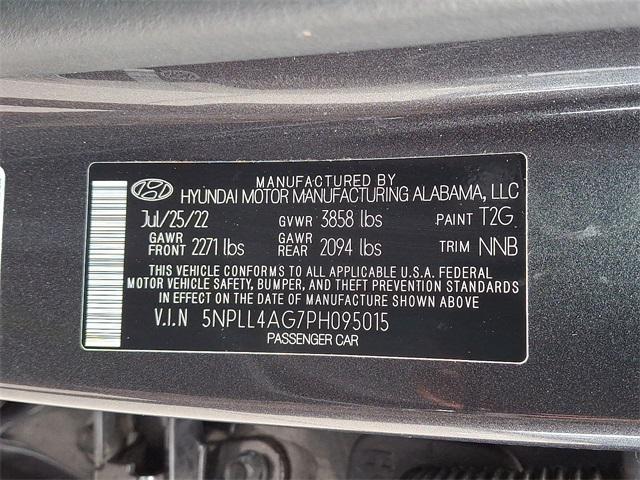 MANUFACTURED BY
HYUNDAI MOTOR MANUFACTURING ALABAMA, LLC
Jul/25/22 GVWR 3858 lbs PAINT T2G
GAWR FRONT 2271 lbs GAWR REAR 2094 lbs TRIM NNB
THIS VEHICLE CONFORMS TO ALL APPLICABLE U.S.A. FEDERAL
MOTOR VEHICLE SAFETY, BUMPER, AND THEFT PREVENTION STANDARDS
IN EFFECT ON THE DATE OF MANUFACTURE SHOWN ABOVE
V.I.N 5NPLL4AG7PH095015
PASSENGER CAR